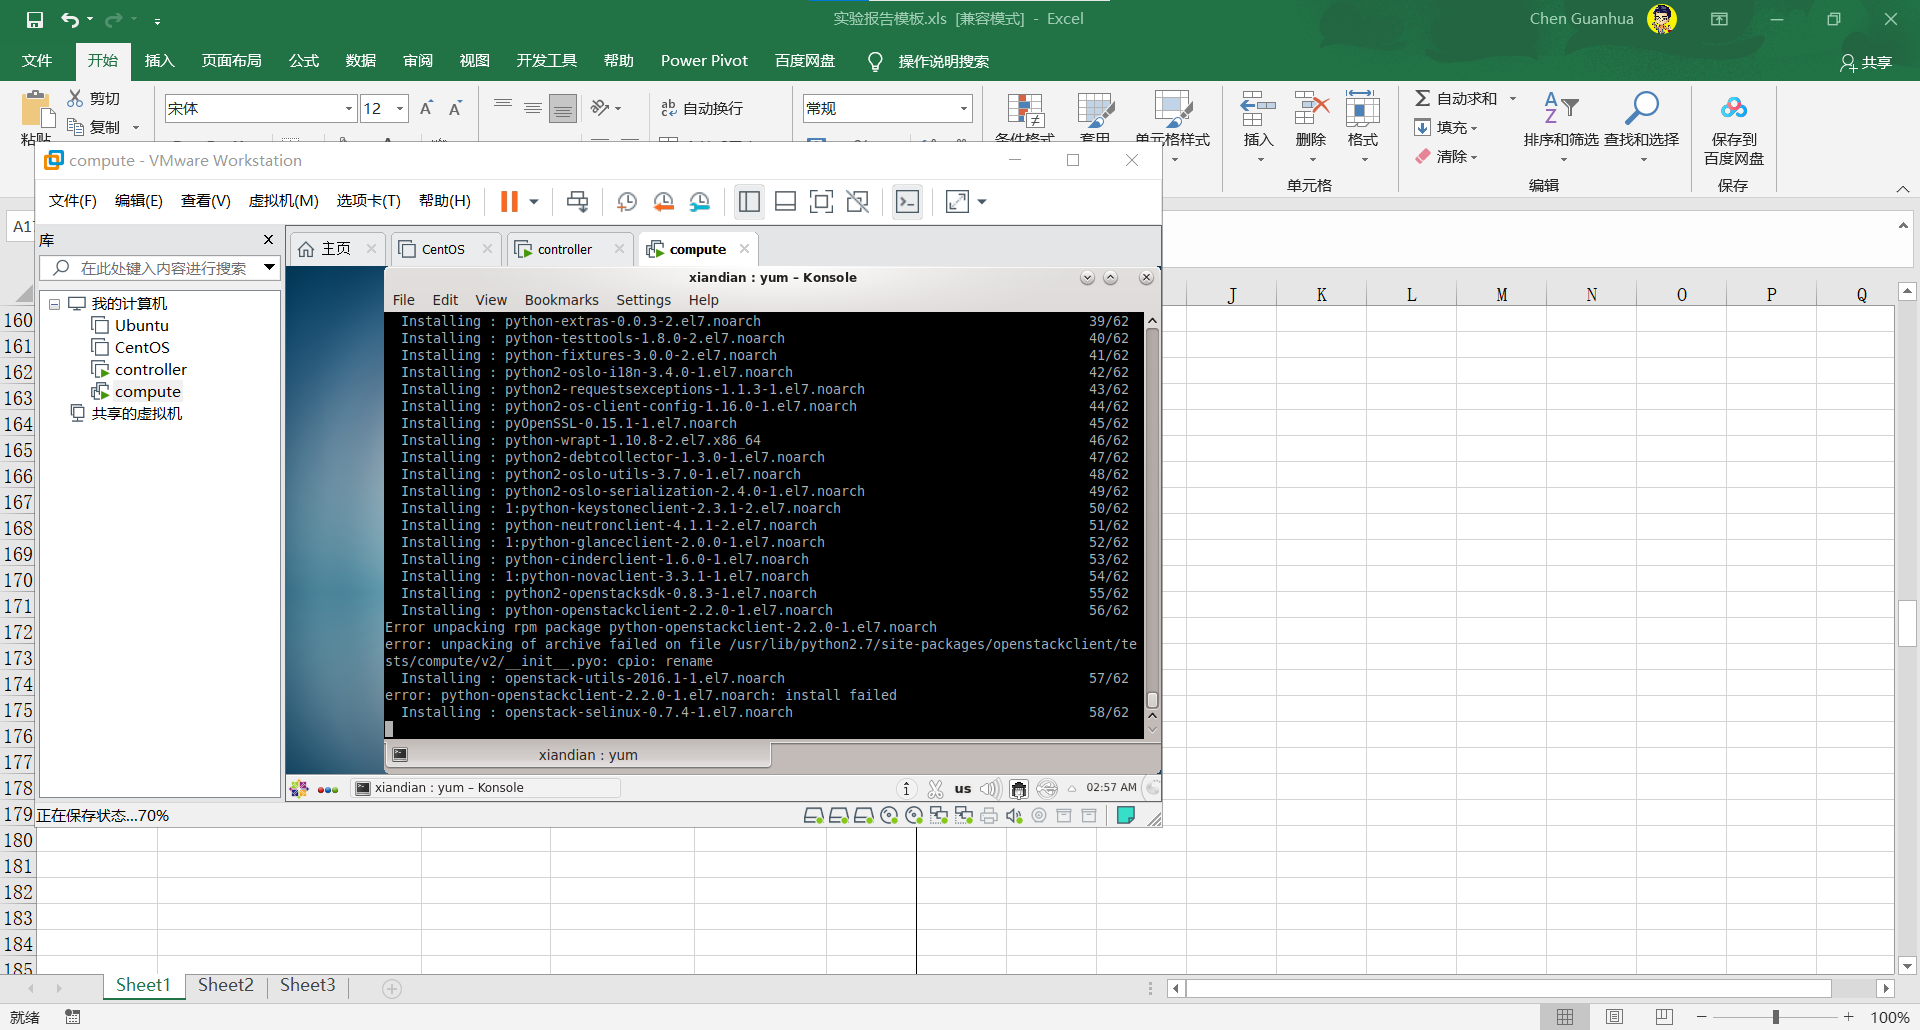 实验报告模板.xls [兼容模式] - Excel
Chen Guanhua
文件
开始
插入
页面布局
公式
数据
审阅
视图
开发工具
帮助
Power Pivot
百度网盘
操作说明搜索
共享
剪切
复制
粘贴
宋体
12
自动换行
常规
条件格式
套用
单元格样式
插入
删除
格式
单元格
自动求和
填充
清除
排序和筛选
查找和选择
编辑
保存到
百度网盘
保存
compute - VMware Workstation
文件(F)
编辑(E)
查看(V)
虚拟机(M)
选项卡(T)
帮助(H)
库
在此处键入内容进行搜索
我的计算机
Ubuntu
CentOS
controller
compute
共享的虚拟机
主页
CentOS
controller
compute
xiandian : yum – Konsole
File Edit View Bookmarks Settings Help
Installing : python-extras-0.0.3-2.el7.noarch 39/62
Installing : python-testtools-1.8.0-2.el7.noarch 40/62
Installing : python-fixtures-3.0.0-2.el7.noarch 41/62
Installing : python2-oslo-i18n-3.4.0-1.el7.noarch 42/62
Installing : python2-requestsexceptions-1.1.3-1.el7.noarch 43/62
Installing : python2-os-client-config-1.16.0-1.el7.noarch 44/62
Installing : pyOpenSSL-0.15.1-1.el7.noarch 45/62
Installing : python-wrapt-1.10.8-2.el7.x86_64 46/62
Installing : python2-debtcollector-1.3.0-1.el7.noarch 47/62
Installing : python2-oslo-utils-3.7.0-1.el7.noarch 48/62
Installing : python2-oslo-serialization-2.4.0-1.el7.noarch 49/62
Installing : 1:python-keystoneclient-2.3.1-2.el7.noarch 50/62
Installing : python-neutronclient-4.1.1-2.el7.noarch 51/62
Installing : 1:python-glanceclient-2.0.0-1.el7.noarch 52/62
Installing : python-cinderclient-1.6.0-1.el7.noarch 53/62
Installing : 1:python-novaclient-3.3.1-1.el7.noarch 54/62
Installing : python2-openstacksdk-0.8.3-1.el7.noarch 55/62
Installing : python-openstackclient-2.2.0-1.el7.noarch 56/62
Error unpacking rpm package python-openstackclient-2.2.0-1.el7.noarch
error: unpacking of archive failed on file /usr/lib/python2.7/site-packages/openstackclient/te
sts/compute/v2/__init__.pyo: cpio: rename
Installing : openstack-utils-2016.1-1.el7.noarch 57/62
error: python-openstackclient-2.2.0-1.el7.noarch: install failed
Installing : openstack-selinux-0.7.4-1.el7.noarch 58/62
xiandian : yum
xiandian : yum – Konsole
us
02:57 AM
正在保存状态...70%
J K L M N O P Q
160
161
162
163
164
165
166
167
168
169
170
171
172
173
174
175
176
177
178
179
180
181
182
183
184
185
Sheet1
Sheet2
Sheet3
就绪
100%